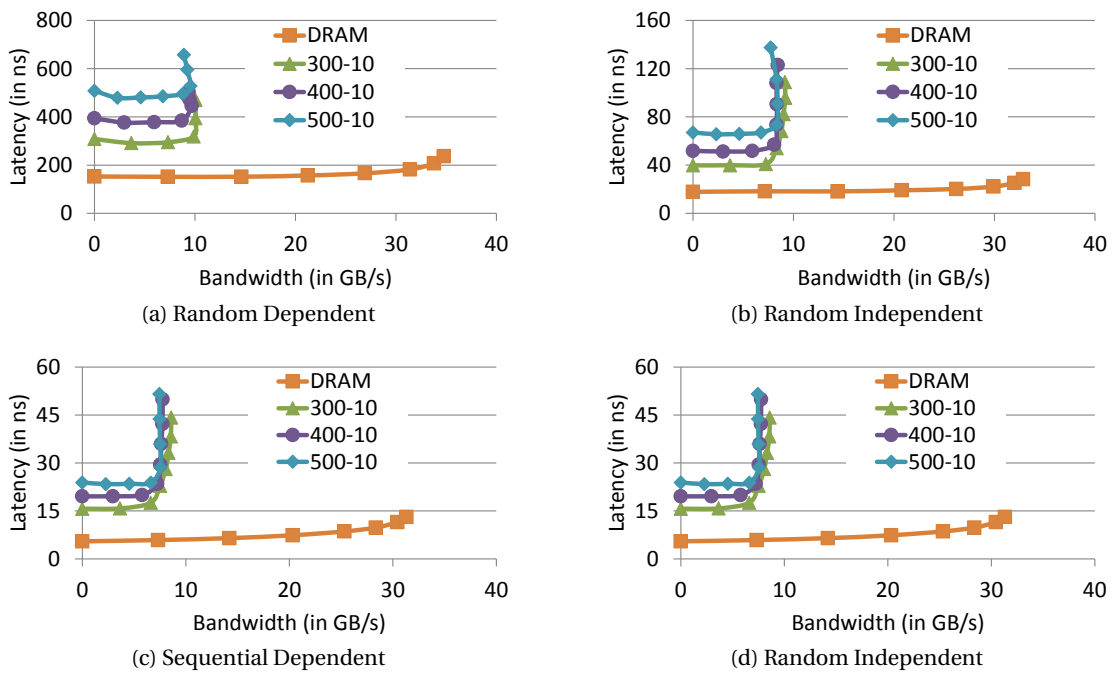 800
600
400
200
0
Latency (in ns)
DRAM
300-10
400-10
500-10
0 10 20 30 40
Bandwidth (in GB/s)
(a) Random Dependent
160
120
80
40
0
Latency (in ns)
DRAM
300-10
400-10
500-10
0 10 20 30 40
Bandwidth (in GB/s)
(b) Random Independent
60
45
30
15
0
Latency (in ns)
DRAM
300-10
400-10
500-10
0 10 20 30 40
Bandwidth (in GB/s)
(c) Sequential Dependent
60
45
30
15
0
Latency (in ns)
DRAM
300-10
400-10
500-10
0 10 20 30 40
Bandwidth (in GB/s)
(d) Random Independent